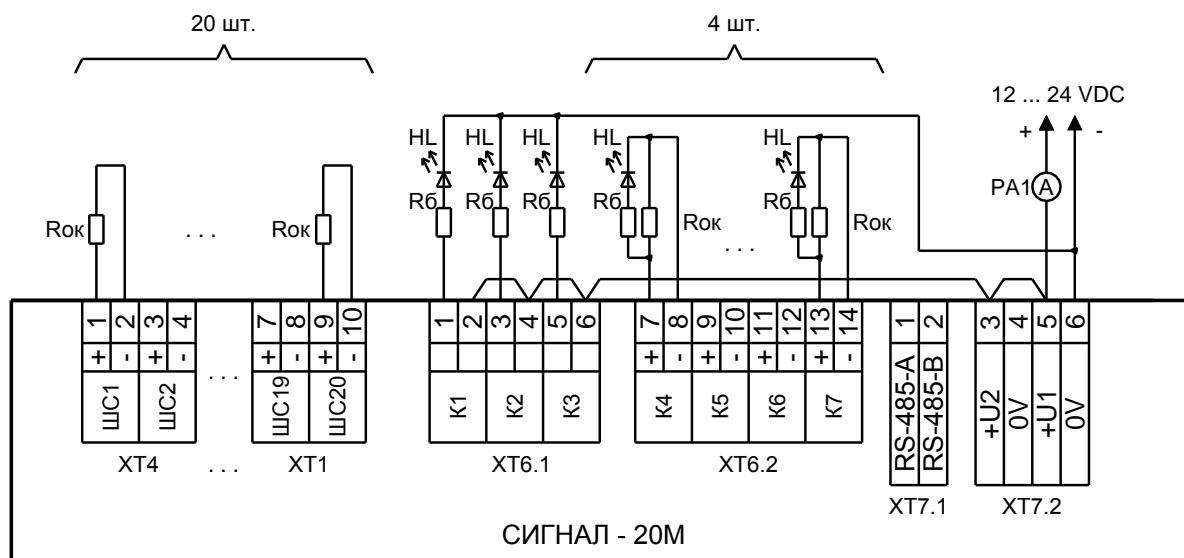 20 шт.
4 шт.
12 ... 24 VDC
+ -
HL HL HL HL HL
PA1 A
Rб Rб Rб Rб Rб
Rок . . . Rок Rок . . . Rок
1 2 3 4 7 8 9 10 1 2 3 4 5 6 7 8 9 10 11 12 13 14 1 2 3 4 5 6
+ - + - + - + - + - + - + - + -
ШС1 ШС2 . . . ШС19 ШС20 К1 К2 К3 К4 К5 К6 К7 RS-485-A RS-485-B +U2 0V +U1 0V
XT4 . . . XT1 XT6.1 XT6.2
XT7.1 XT7.2
СИГНАЛ - 20М